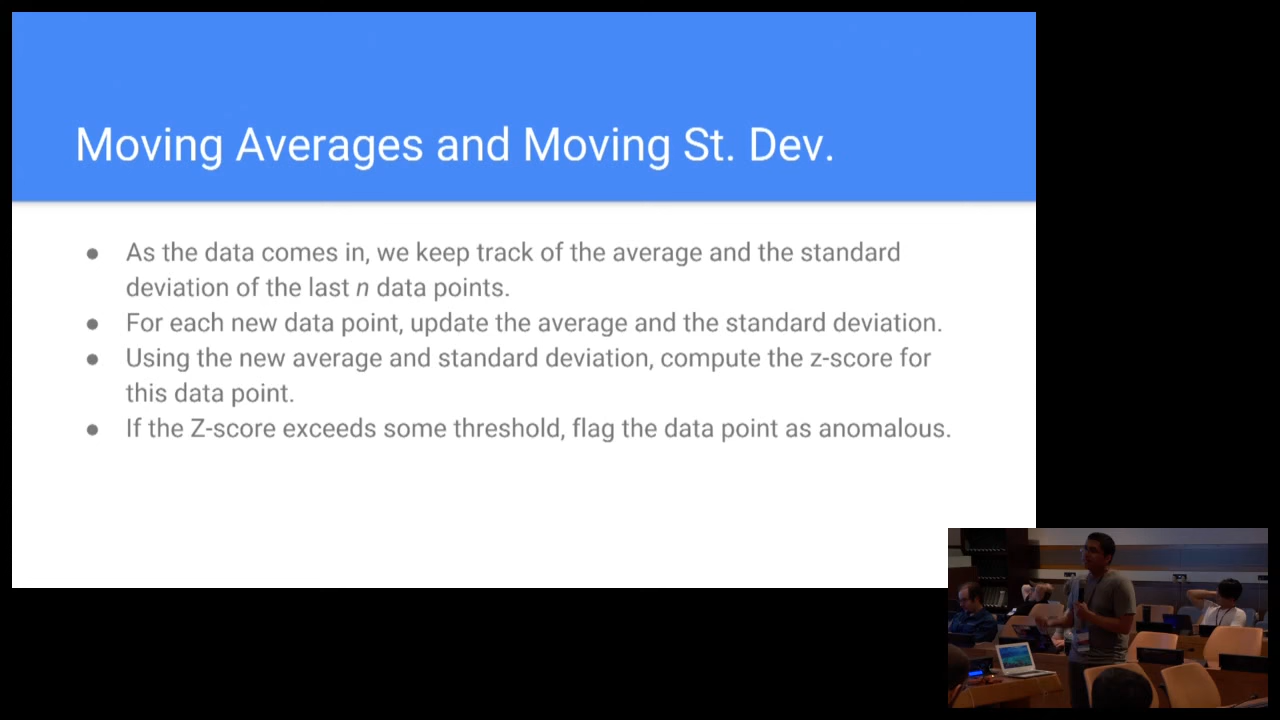 Moving Averages and Moving St. Dev.
● As the data comes in, we keep track of the average and the standard
deviation of the last n data points.
● For each new data point, update the average and the standard deviation.
● Using the new average and standard deviation, compute the z-score for
this data point.
● If the Z-score exceeds some threshold, flag the data point as anomalous.